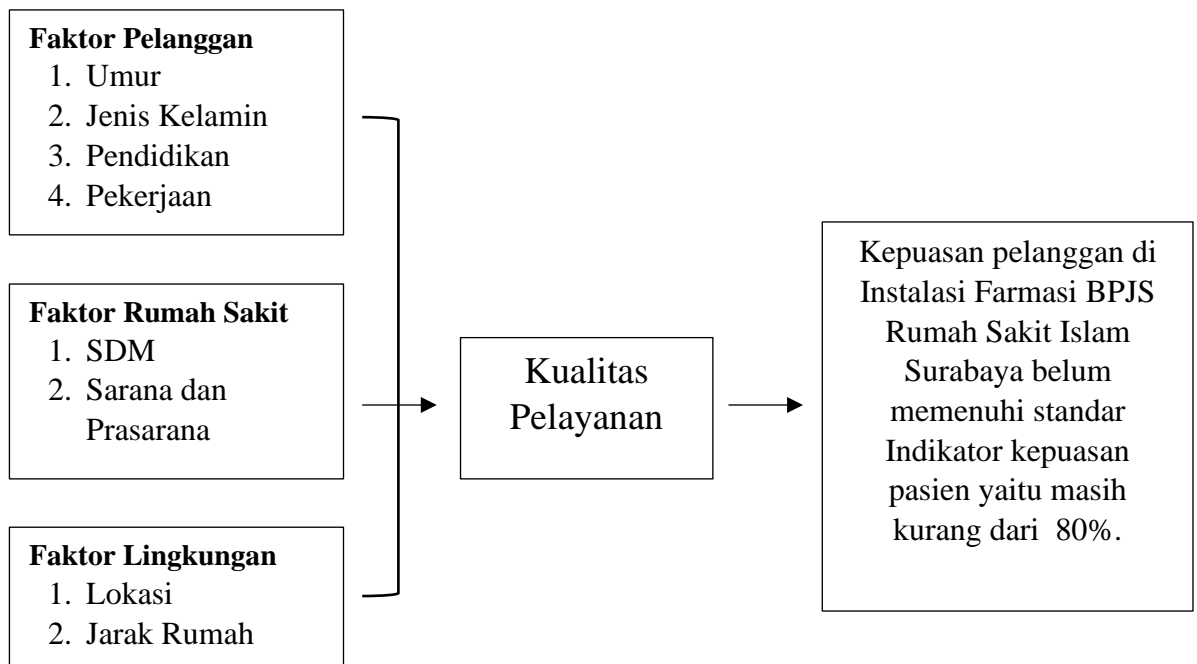 Faktor Pelanggan
1. Umur
2. Jenis Kelamin
3. Pendidikan
4. Pekerjaan
Faktor Rumah Sakit
1. SDM
2. Sarana dan
Prasarana
Faktor Lingkungan
1. Lokasi
2. Jarak Rumah
Kualitas
Pelayanan
Kepuasan pelanggan di
Instalasi Farmasi BPJS
Rumah Sakit Islam
Surabaya belum
memenuhi standar
Indikator kepuasan
pasien yaitu masih
kurang dari 80%.